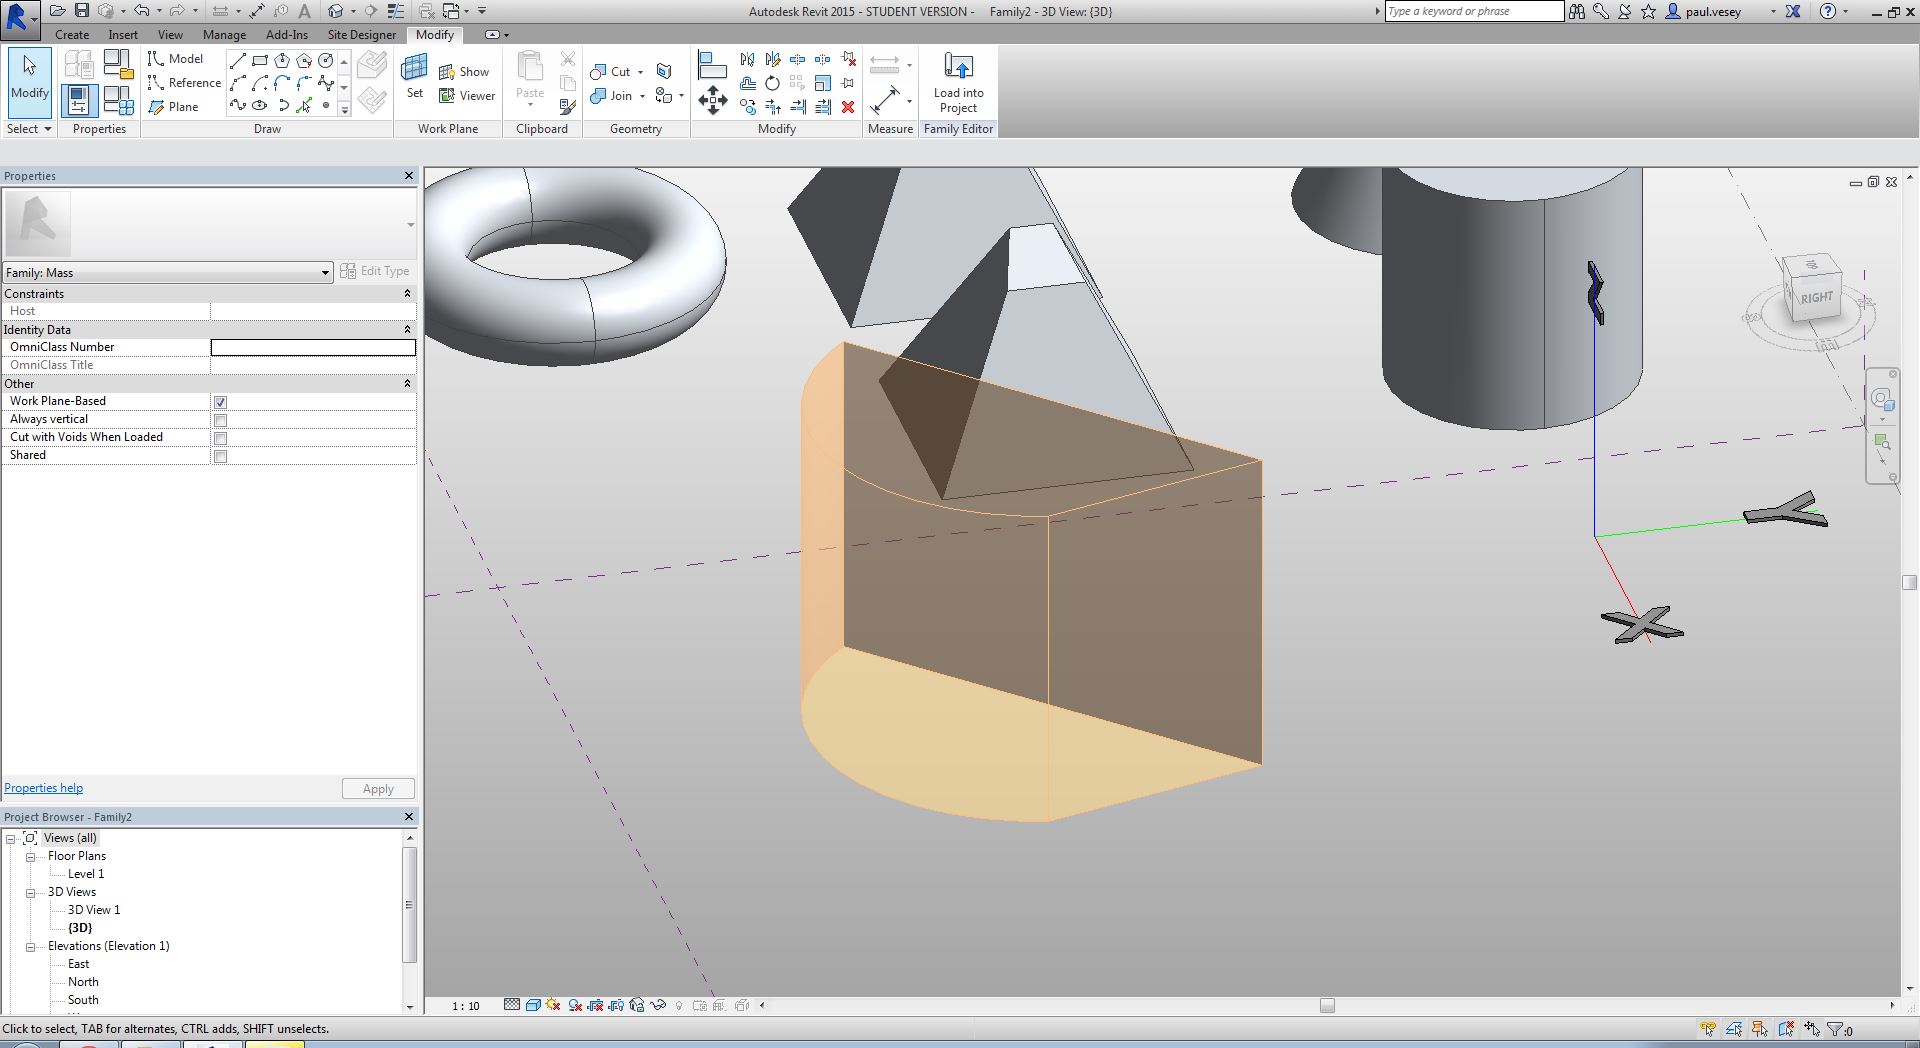 Autodesk Revit 2015 - STUDENT VERSION - Family2 - 3D View: {3D}
Type a keyword or phrase
paul.vesey
Create Insert View Manage Add-Ins Site Designer Modify
Modify
Model
Reference
Plane
Set
Show
Viewer
Paste
Cut
Join
Load into
Project
Select Properties Draw Work Plane Clipboard Geometry Modify Measure Family Editor
Properties
Family: Mass Edit Type
Constraints
Host
Identity Data
OmniClass Number
OmniClass Title
Other
Work Plane-Based
Always vertical
Cut with Voids When Loaded
Shared
Properties help Apply
Project Browser - Family2
Views (all)
Floor Plans
Level 1
3D Views
3D View 1
{3D}
Elevations (Elevation 1)
East
North
South
TOP
RIGHT
Z
Y
X
1 : 10
Click to select, TAB for alternates, CTRL adds, SHIFT unselects.
:0